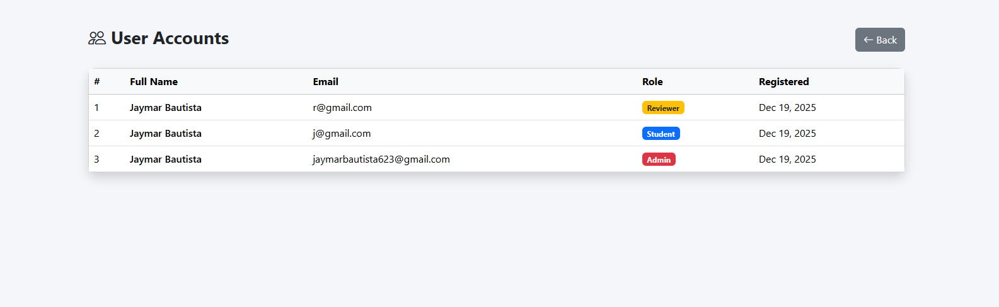 User Accounts
← Back
# Full Name Email Role Registered
1 Jaymar Bautista r@gmail.com Reviewer Dec 19, 2025
2 Jaymar Bautista j@gmail.com Student Dec 19, 2025
3 Jaymar Bautista jaymarbautista623@gmail.com Admin Dec 19, 2025